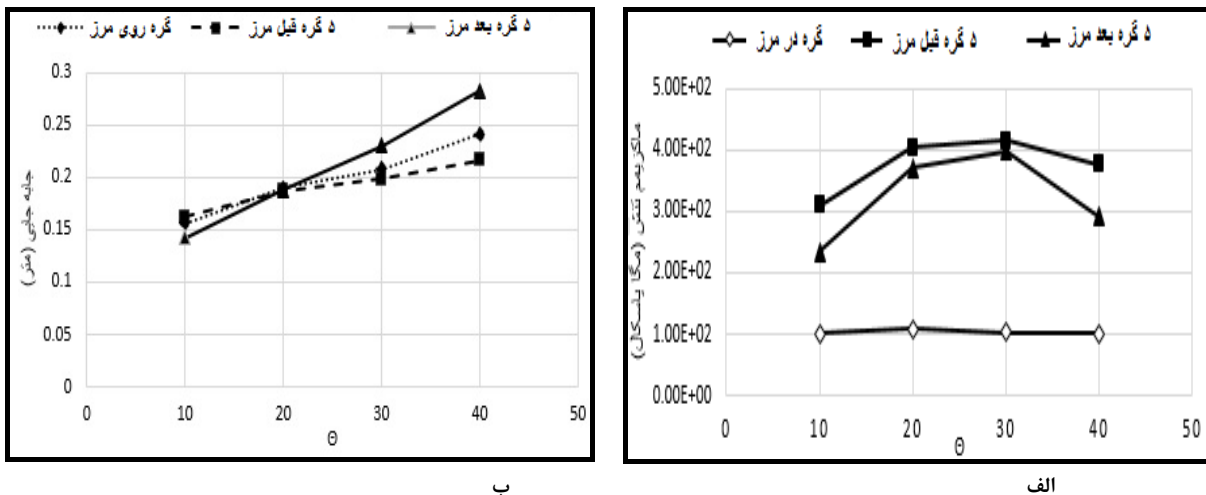 گره در مرز ۵ گره قبل مرز ۵ گره بعد مرز
ماکزیمم تنش (مگا پاسکال)
5.00E+02
4.00E+02
3.00E+02
2.00E+02
1.00E+02
0.00E+00
0 10 20 30 40 50
Θ
الف
گره روی مرز ۵ گره قبل مرز ۵ گره بعد مرز
جابه جایی (متر)
0.3
0.25
0.2
0.15
0.1
0.05
0
0 10 20 30 40 50
Θ
ب